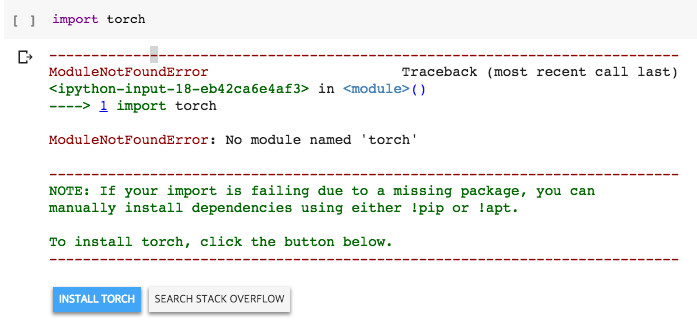 [ ] import torch
---------------------------------------------------------------------------
ModuleNotFoundError Traceback (most recent call last)
<ipython-input-18-eb42ca6e4af3> in <module>()
----> 1 import torch

ModuleNotFoundError: No module named 'torch'

---------------------------------------------------------------------------
NOTE: If your import is failing due to a missing package, you can
manually install dependencies using either !pip or !apt.

To install torch, click the button below.
---------------------------------------------------------------------------
INSTALL TORCH SEARCH STACK OVERFLOW